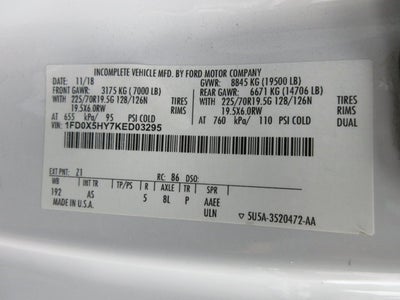 INCOMPLETE VEHICLE MFD. BY FORD MOTOR COMPANY
DATE: 11/18 GVWR: 8845 KG (19500 LB)
FRONT GAWR: 3175 KG (7000 LB) REAR GAWR: 6671 KG (14706 LB)
WITH 225/70R19.5G 128/126N TIRES WITH 225/70R19.5G 128/126N TIRES
19.5X6.0RW RIMS 19.5X6.0RW RIMS
AT 655 kPa/ 95 PSI COLD AT 760 kPa/ 110 PSI COLD
VIN: 1FD0X5HY7KED03295
EXT PNT: Z1 RC: 86 DSO:
WB INT TR TP/PS R AXLE TR SPR
192 AS 5 8L P AAEE
MADE IN U.S.A. ULN 5U5A-3520472-AA